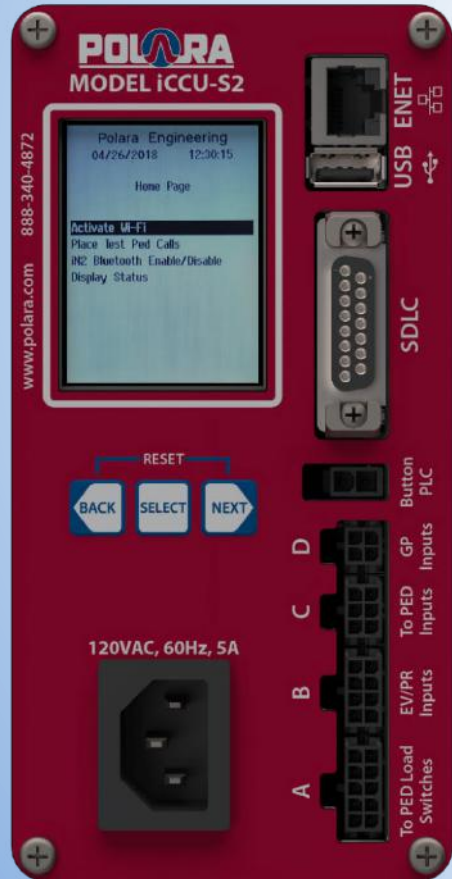 POLARA
MODEL iCCU-S2
888-340-4872
www.polara.com
Polara Engineering
04/26/2018 12:30:15
Home Page
Activate Wi-Fi
Place Test Ped Calls
iN2 Bluetooth Enable/Disable
Display Status
RESET
BACK
SELECT
NEXT
120VAC, 60Hz, 5A
ENET
USB
SDLC
Button
PLC
D
GP
Inputs
C
To PED
Inputs
B
EV/PR
Inputs
A
To PED Load
Switches